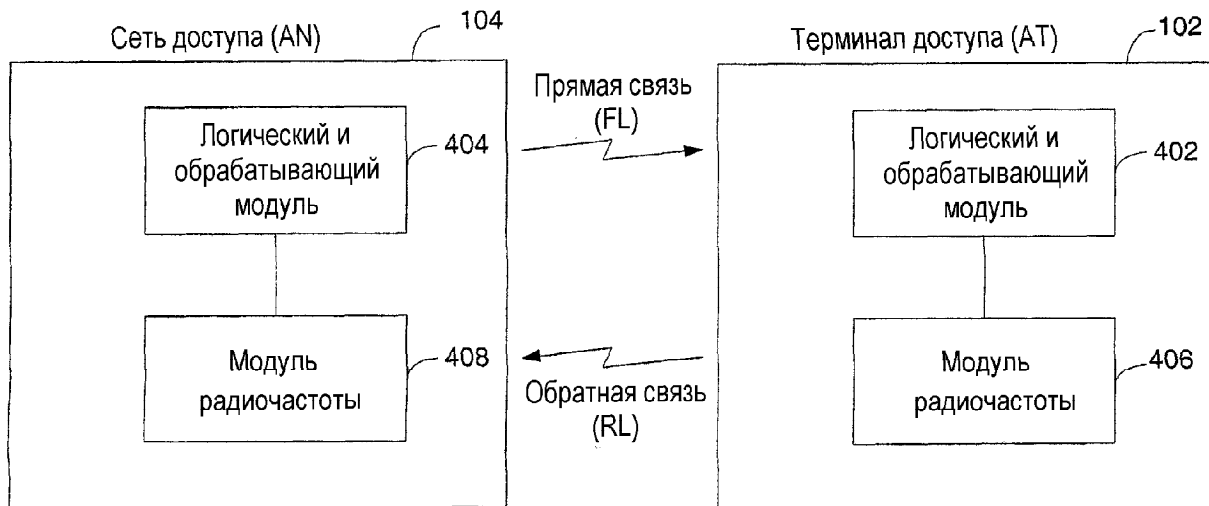 Сеть доступа (AN)
104
Логический и
обрабатывающий
модуль
404
Модуль
радиочастоты
408
Прямая связь
(FL)
Обратная связь
(RL)
Терминал доступа (AT)
102
Логический и
обрабатывающий
модуль
402
Модуль
радиочастоты
406